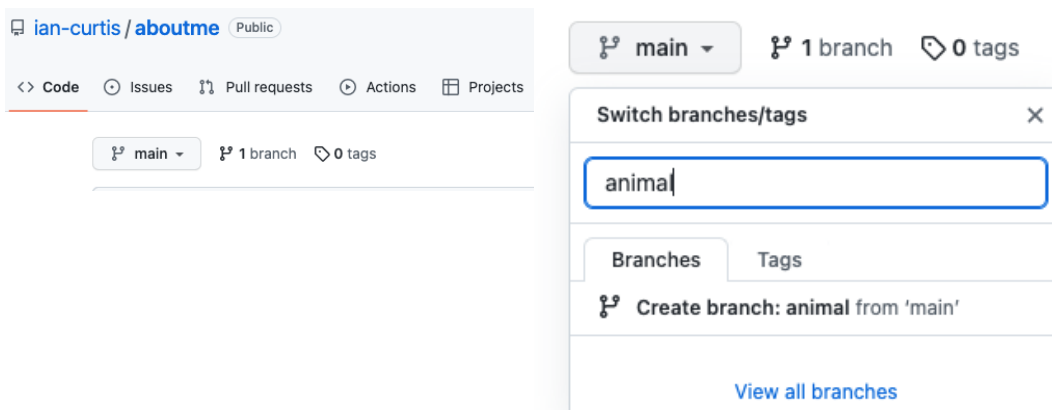 ian-curtis / aboutme Public
Code Issues Pull requests Actions Projects
main 1 branch 0 tags
main 1 branch 0 tags
Switch branches/tags
animal
Branches Tags
Create branch: animal from ‘main’
View all branches